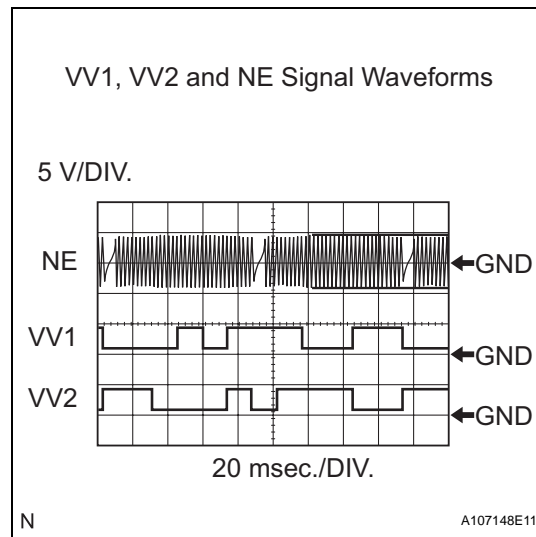 VV1, VV2 and NE Signal Waveforms
5 V/DIV.
NE
GND
VV1
GND
VV2
GND
20 msec./DIV.
N
A107148E11